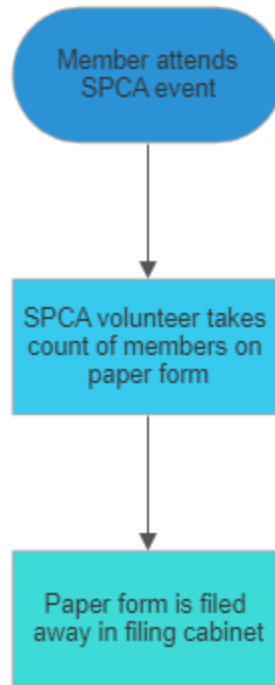 Member attends
SPCA event
SPCA volunteer takes
count of members on
paper form
Paper form is filed
away in filing cabinet